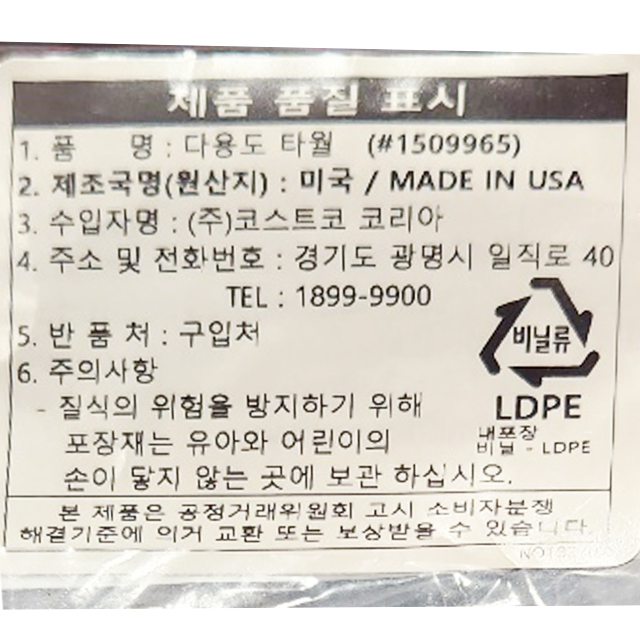 제품 품질 표시
1. 품 명 : 다용도 타월 (#1509965)
2. 제조국명(원산지) : 미국 / MADE IN USA
3. 수입자명 : (주)코스트코 코리아
4. 주소 및 전화번호 : 경기도 광명시 일직로 40
TEL : 1899-9900
5. 반 품 처 : 구입처
6. 주의사항
- 질식의 위험을 방지하기 위해
포장재는 유아와 어린이의
손이 닿지 않는 곳에 보관 하십시오.
비닐류
LDPE
내포장
비닐 - LDPE
본 제품은 공정거래위원회 고시 소비자분쟁
해결기준에 의거 교환 또는 보상받을 수 있습니다.